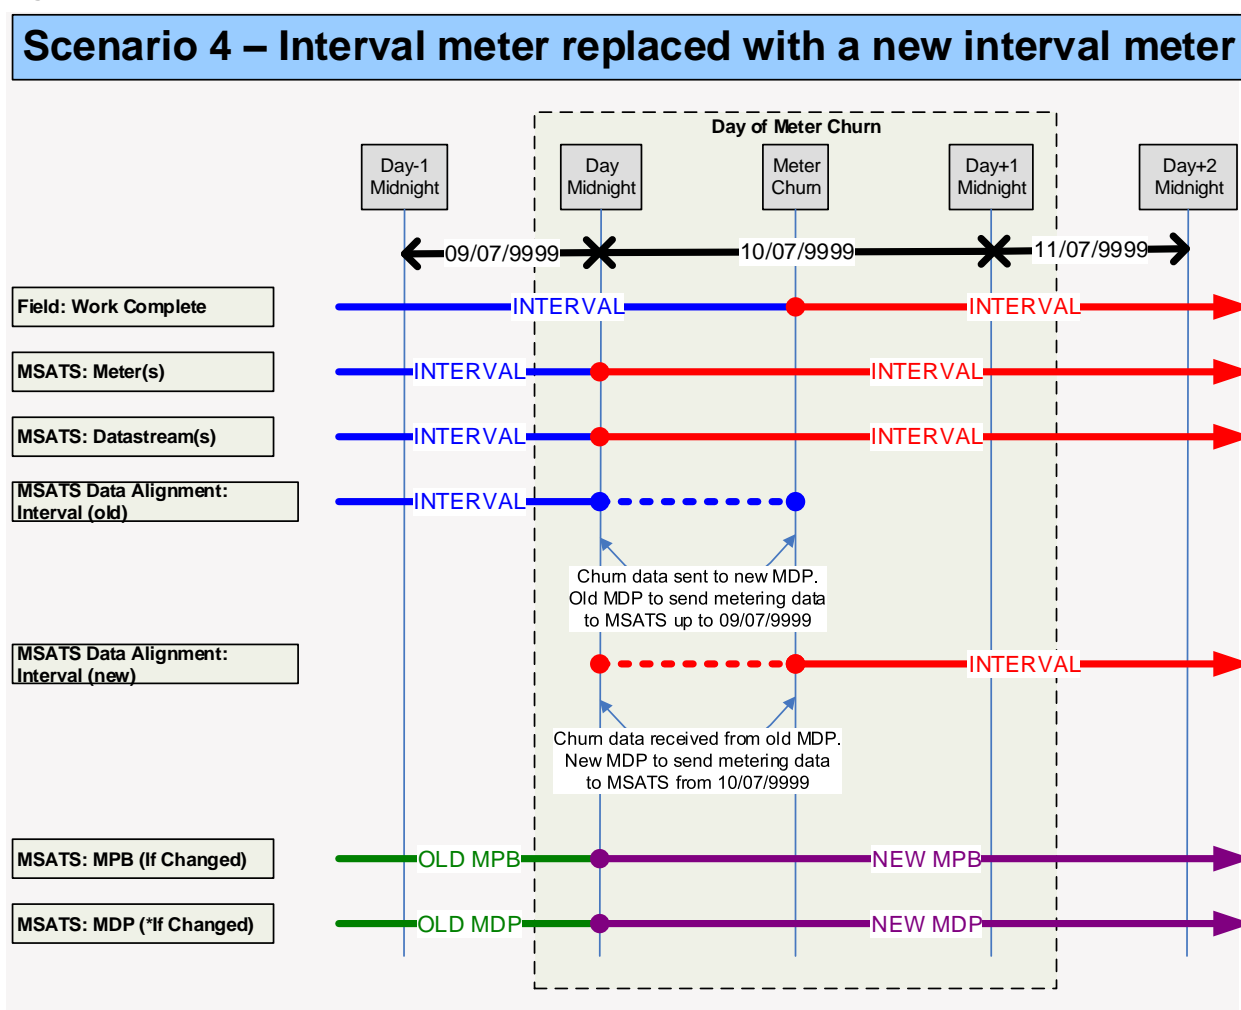 Scenario 4 – Interval meter replaced with a new interval meter
Day of Meter Churn
Day-1
Midnight
Day
Midnight
Meter
Churn
Day+1
Midnight
Day+2
Midnight
09/07/9999
10/07/9999
11/07/9999
Field: Work Complete
INTERVAL
INTERVAL
MSATS: Meter(s)
INTERVAL
INTERVAL
MSATS: Datastream(s)
INTERVAL
INTERVAL
MSATS Data Alignment:
Interval (old)
INTERVAL
Churn data sent to new MDP.
Old MDP to send metering data
to MSATS up to 09/07/9999
MSATS Data Alignment:
Interval (new)
INTERVAL
Churn data received from old MDP.
New MDP to send metering data
to MSATS from 10/07/9999
MSATS: MPB (If Changed)
OLD MPB
NEW MPB
MSATS: MDP (*If Changed)
OLD MDP
NEW MDP